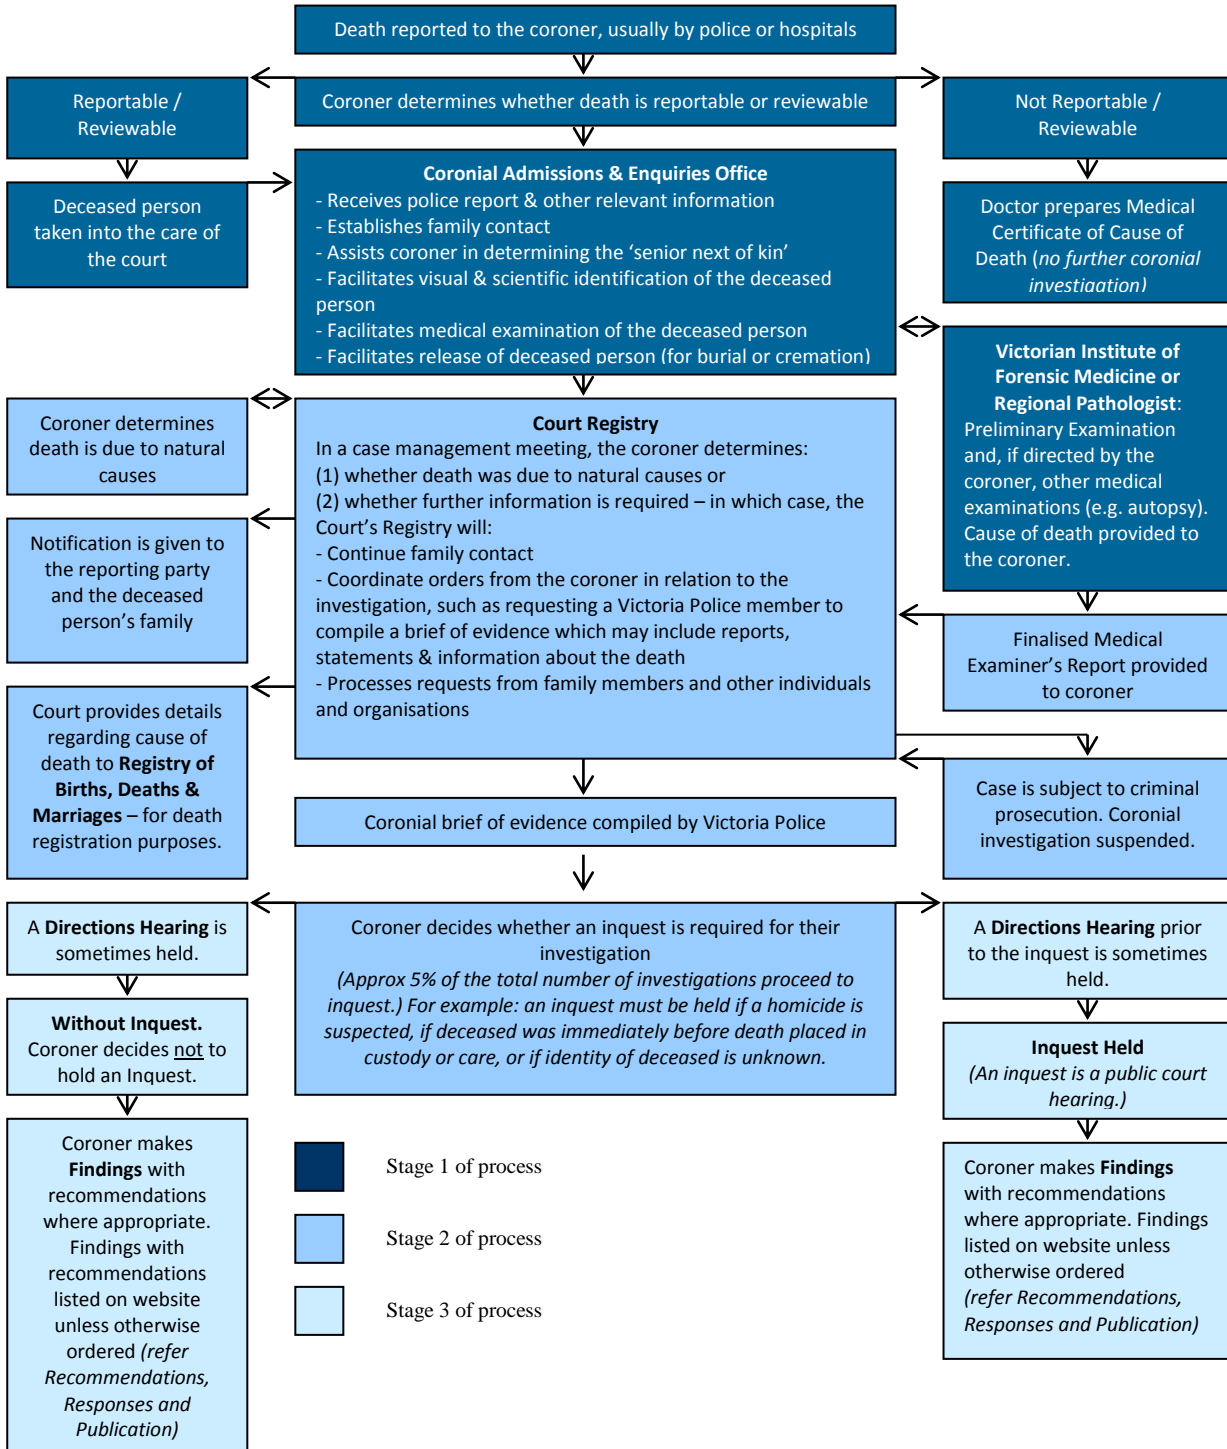 Death reported to the coroner, usually by police or hospitals
Reportable /
Reviewable
Coroner determines whether death is reportable or reviewable
Not Reportable /
Reviewable
Deceased person
taken into the care of
the court
Coronial Admissions & Enquiries Office
- Receives police report & other relevant information
- Establishes family contact
- Assists coroner in determining the ‘senior next of kin’
- Facilitates visual & scientific identification of the deceased
person
- Facilitates medical examination of the deceased person
- Facilitates release of deceased person (for burial or cremation)
Doctor prepares Medical
Certificate of Cause of
Death (no further coronial
investigation)
Victorian Institute of
Forensic Medicine or
Regional Pathologist:
Preliminary Examination
and, if directed by the
coroner, other medical
examinations (e.g. autopsy).
Cause of death provided to
the coroner.
Coroner determines
death is due to natural
causes
Court Registry
In a case management meeting, the coroner determines:
(1) whether death was due to natural causes or
(2) whether further information is required – in which case, the
Court’s Registry will:
- Continue family contact
- Coordinate orders from the coroner in relation to the
investigation, such as requesting a Victoria Police member to
compile a brief of evidence which may include reports,
statements & information about the death
- Processes requests from family members and other individuals
and organisations
Notification is given to
the reporting party
and the deceased
person’s family
Finalised Medical
Examiner’s Report provided
to coroner
Court provides details
regarding cause of
death to Registry of
Births, Deaths &
Marriages – for death
registration purposes.
Coronial brief of evidence compiled by Victoria Police
Case is subject to criminal
prosecution. Coronial
investigation suspended.
A Directions Hearing is
sometimes held.
Coroner decides whether an inquest is required for their
investigation
(Approx 5% of the total number of investigations proceed to
inquest.) For example: an inquest must be held if a homicide is
suspected, if deceased was immediately before death placed in
custody or care, or if identity of deceased is unknown.
A Directions Hearing prior
to the inquest is sometimes
held.
Without Inquest.
Coroner decides not to
hold an Inquest.
Inquest Held
(An inquest is a public court
hearing.)
Coroner makes
Findings with
recommendations
where appropriate.
Findings with
recommendations
listed on website
unless otherwise
ordered (refer
Recommendations,
Responses and
Publication)
Stage 1 of process
Stage 2 of process
Stage 3 of process
Coroner makes Findings
with recommendations
where appropriate. Findings
listed on website unless
otherwise ordered
(refer Recommendations,
Responses and Publication)